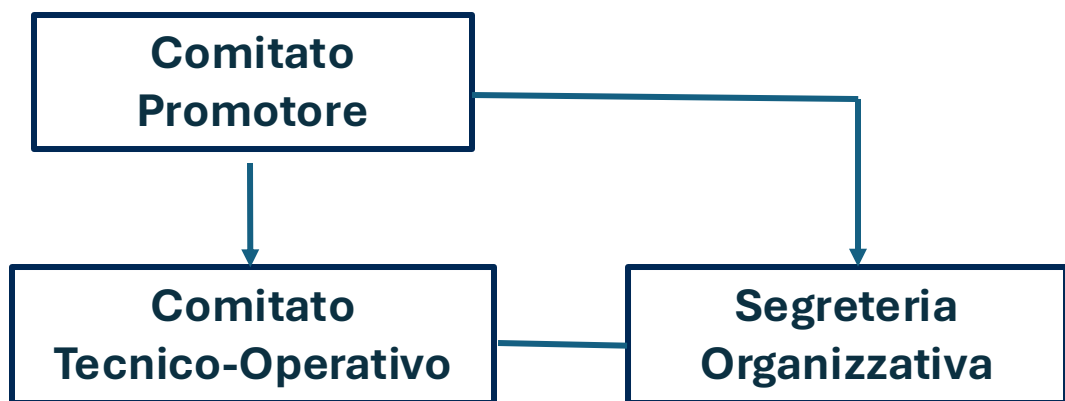 Comitato
Promotore
Comitato
Tecnico-Operativo
Segreteria
Organizzativa